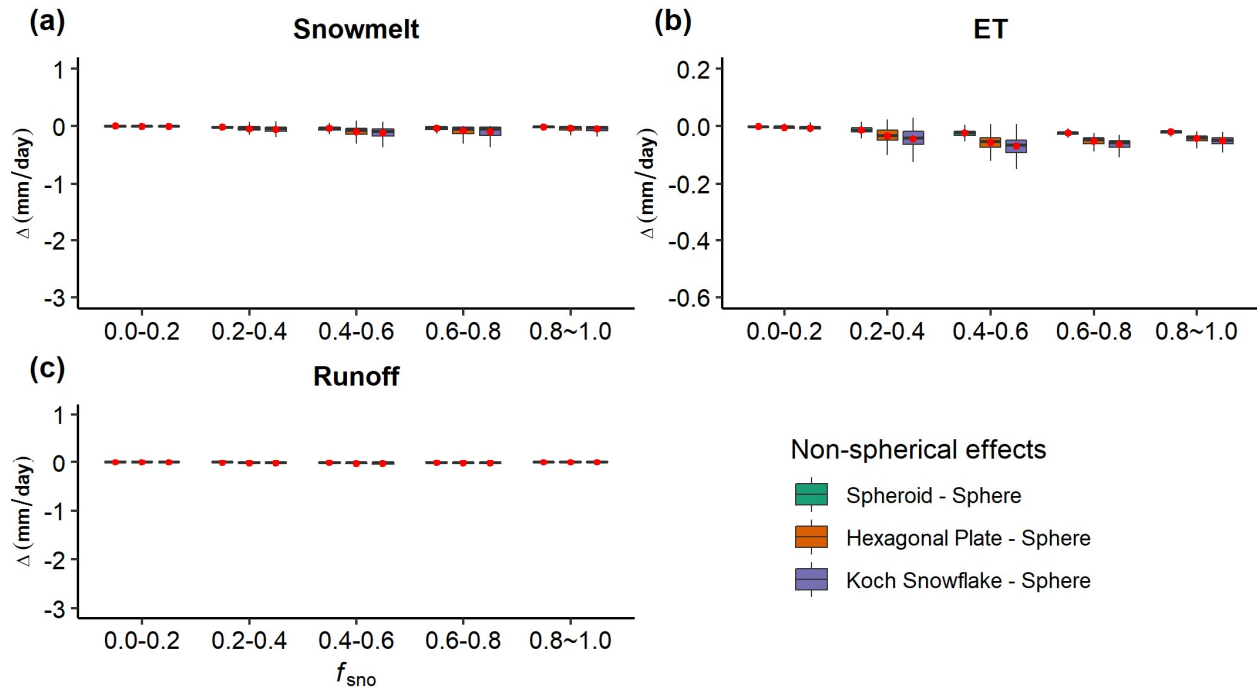 (a)
Snowmelt
Δ (mm/day)
1
0
-1
-2
-3
0.0-0.2 0.2-0.4 0.4-0.6 0.6-0.8 0.8~1.0
(b)
ET
Δ (mm/day)
0.2
0.0
-0.2
-0.4
-0.6
0.0-0.2 0.2-0.4 0.4-0.6 0.6-0.8 0.8~1.0
(c)
Runoff
Δ (mm/day)
1
0
-1
-2
-3
0.0-0.2 0.2-0.4 0.4-0.6 0.6-0.8 0.8~1.0
fsno
Non-spherical effects
Spheroid - Sphere
Hexagonal Plate - Sphere
Koch Snowflake - Sphere